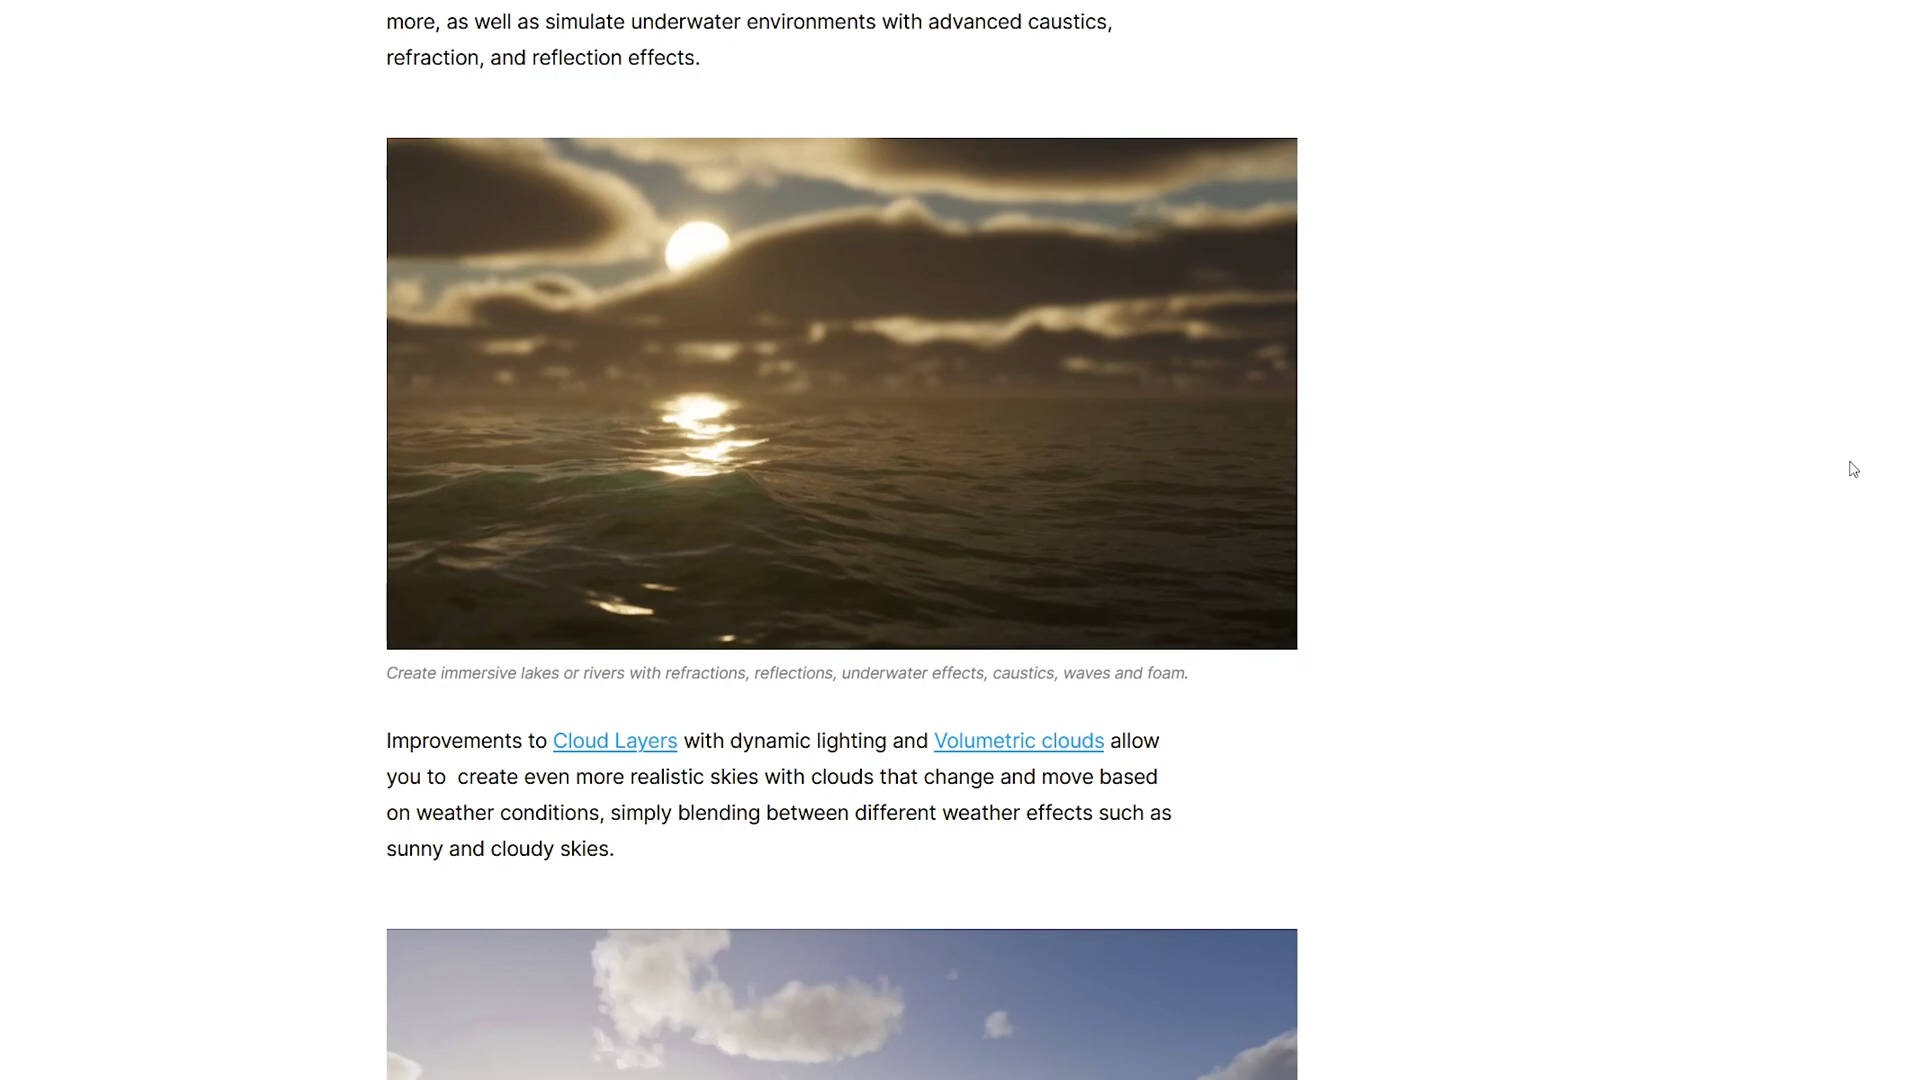 more, as well as simulate underwater environments with advanced caustics,
refraction, and reflection effects.
Create immersive lakes or rivers with refractions, reflections, underwater effects, caustics, waves and foam.
Improvements to Cloud Layers with dynamic lighting and Volumetric clouds allow
you to  create even more realistic skies with clouds that change and move based
on weather conditions, simply blending between different weather effects such as
sunny and cloudy skies.